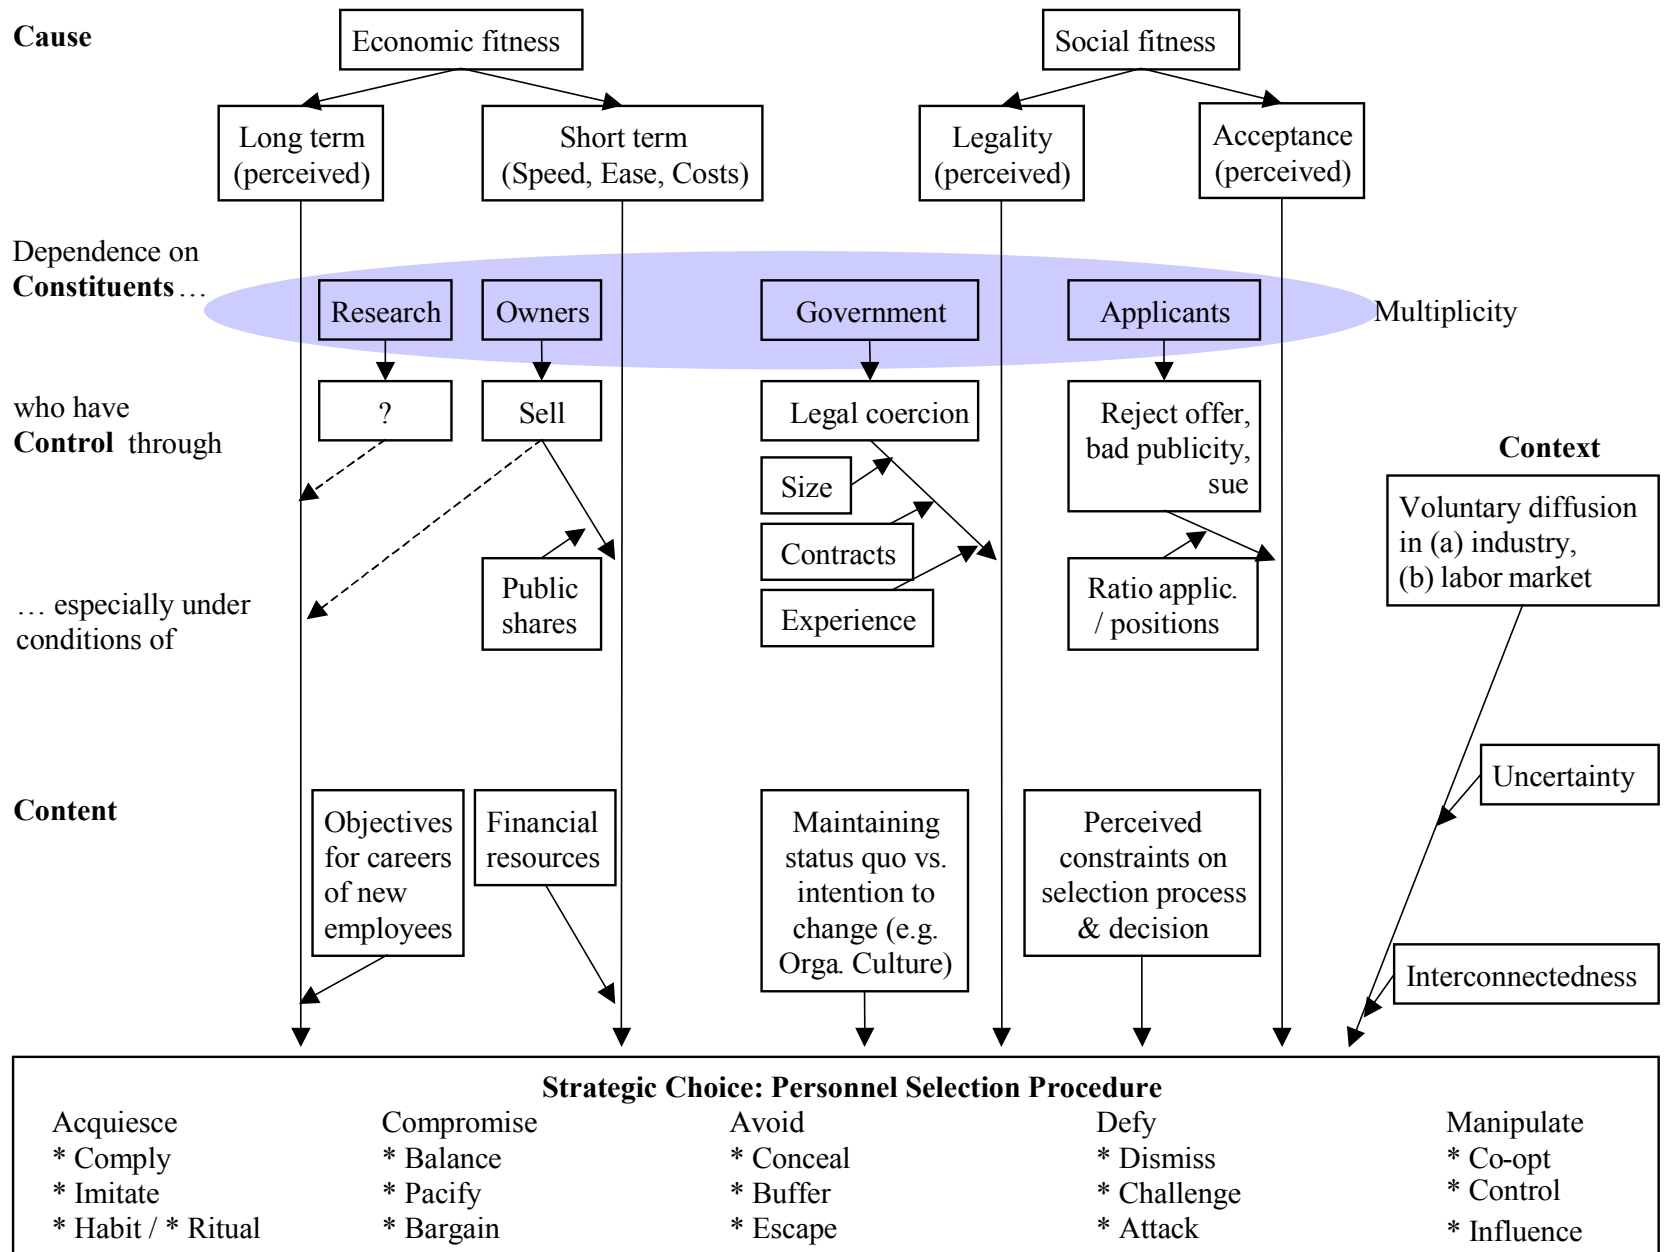 Cause
Economic fitness
Social fitness
Long term
(perceived)
Short term
(Speed, Ease, Costs)
Legality
(perceived)
Acceptance
(perceived)
Dependence on
Constituents …
Research
Owners
Government
Applicants
Multiplicity
who have
Control through
?
Sell
Legal coercion
Reject offer,
bad publicity,
sue
Size
Contracts
Experience
Context
Voluntary diffusion
in (a) industry,
(b) labor market
… especially under
conditions of
Public
shares
Ratio applic.
/ positions
Uncertainty
Content
Objectives
for careers
of new
employees
Financial
resources
Maintaining
status quo vs.
intention to
change (e.g.
Orga. Culture)
Perceived
constraints on
selection process
& decision
Interconnectedness
Strategic Choice: Personnel Selection Procedure
Acquiesce
* Comply
* Imitate
* Habit / * Ritual
Compromise
* Balance
* Pacify
* Bargain
Avoid
* Conceal
* Buffer
* Escape
Defy
* Dismiss
* Challenge
* Attack
Manipulate
* Co-opt
* Control
* Influence